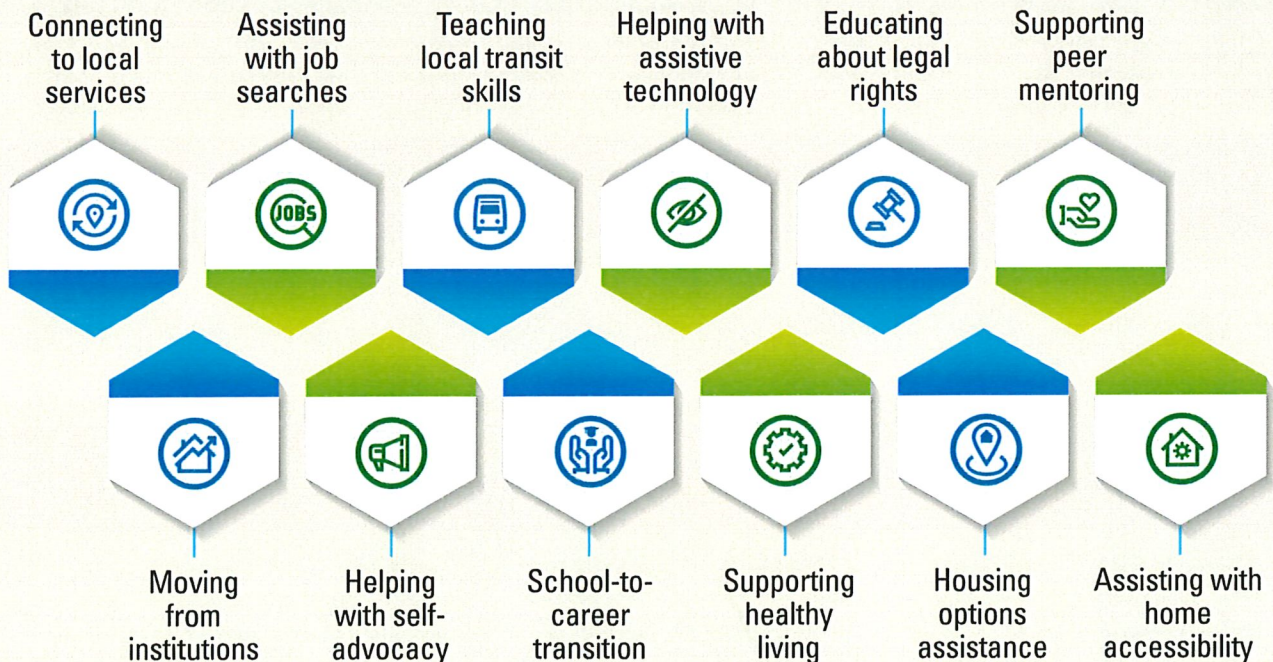 Connecting
to local
services
Assisting
with job
searches
Teaching
local transit
skills
Helping with
assistive
technology
Educating
about legal
rights
Supporting
peer
mentoring
JOBS
Moving
from
institutions
Helping
with self-
advocacy
School-to-
career
transition
Supporting
healthy
living
Housing
options
assistance
Assisting with
home
accessibility